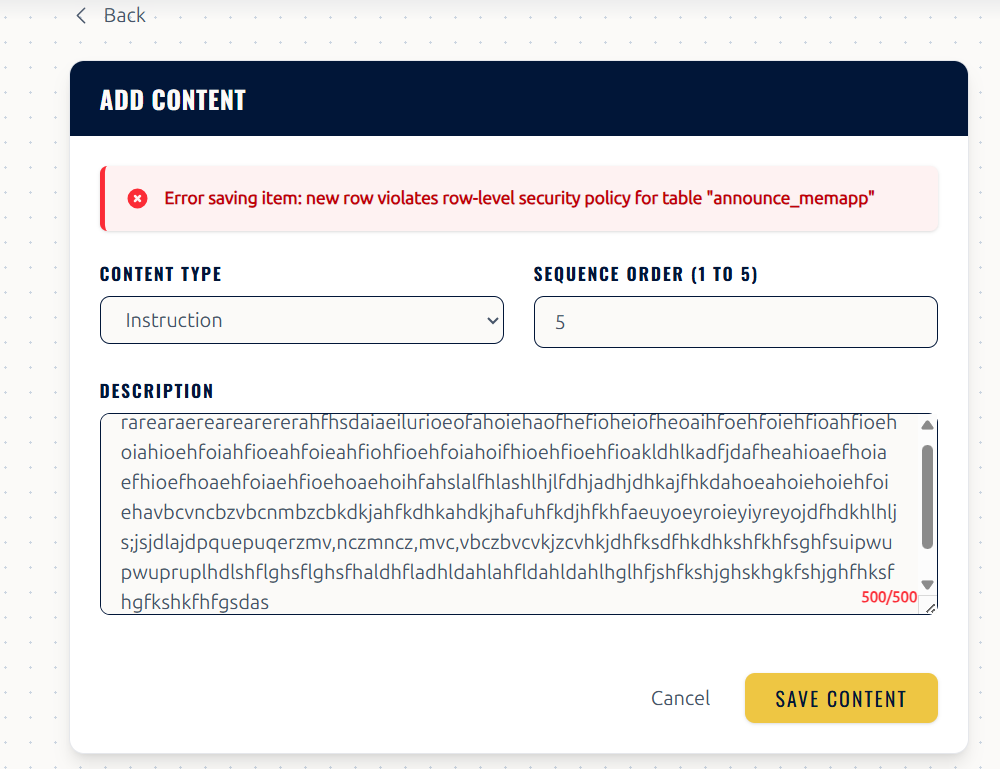 Back
ADD CONTENT
Error saving item: new row violates row-level security policy for table "announce_memapp"
CONTENT TYPE
SEQUENCE ORDER (1 TO 5)
Instruction
5
DESCRIPTION
rarearaerearearererahfhsdaiaeilurioeofahoiehaofhefioheiofheoaihfoehfoiehfioahfioeh
oiahioehfoiahfioeahfoieahfiohfioehfoiahoifhioehfioehfioakldhlkadfjdafheahioaefhoia
efhioefhoaehfoiaehfioehoaehoihfahslalfhlashlhjlfdhjadhjdhkajfhkdahoeahoiehoiehfoi
ehavbcvncbzvbcnmbzcbkdkjahfkdhkahdkjhafuhfkdjhfkhfaeuyoeyroieyiyreyojdfhdkhlhlj
s;jsjdlajdpquepuqerzmv,nczmncz,mvc,vbczbvcvkjzcvhkjdhfksdfhkdhkshfkhfsghfsuipwu
pwupruplhdlshflghsflghsfhaldhfladhldahlahfldahldahlhglhfjshfkshjghskhgkfshjghfhksf
hgfkshkfhfgsdas
500/500
Cancel
SAVE CONTENT